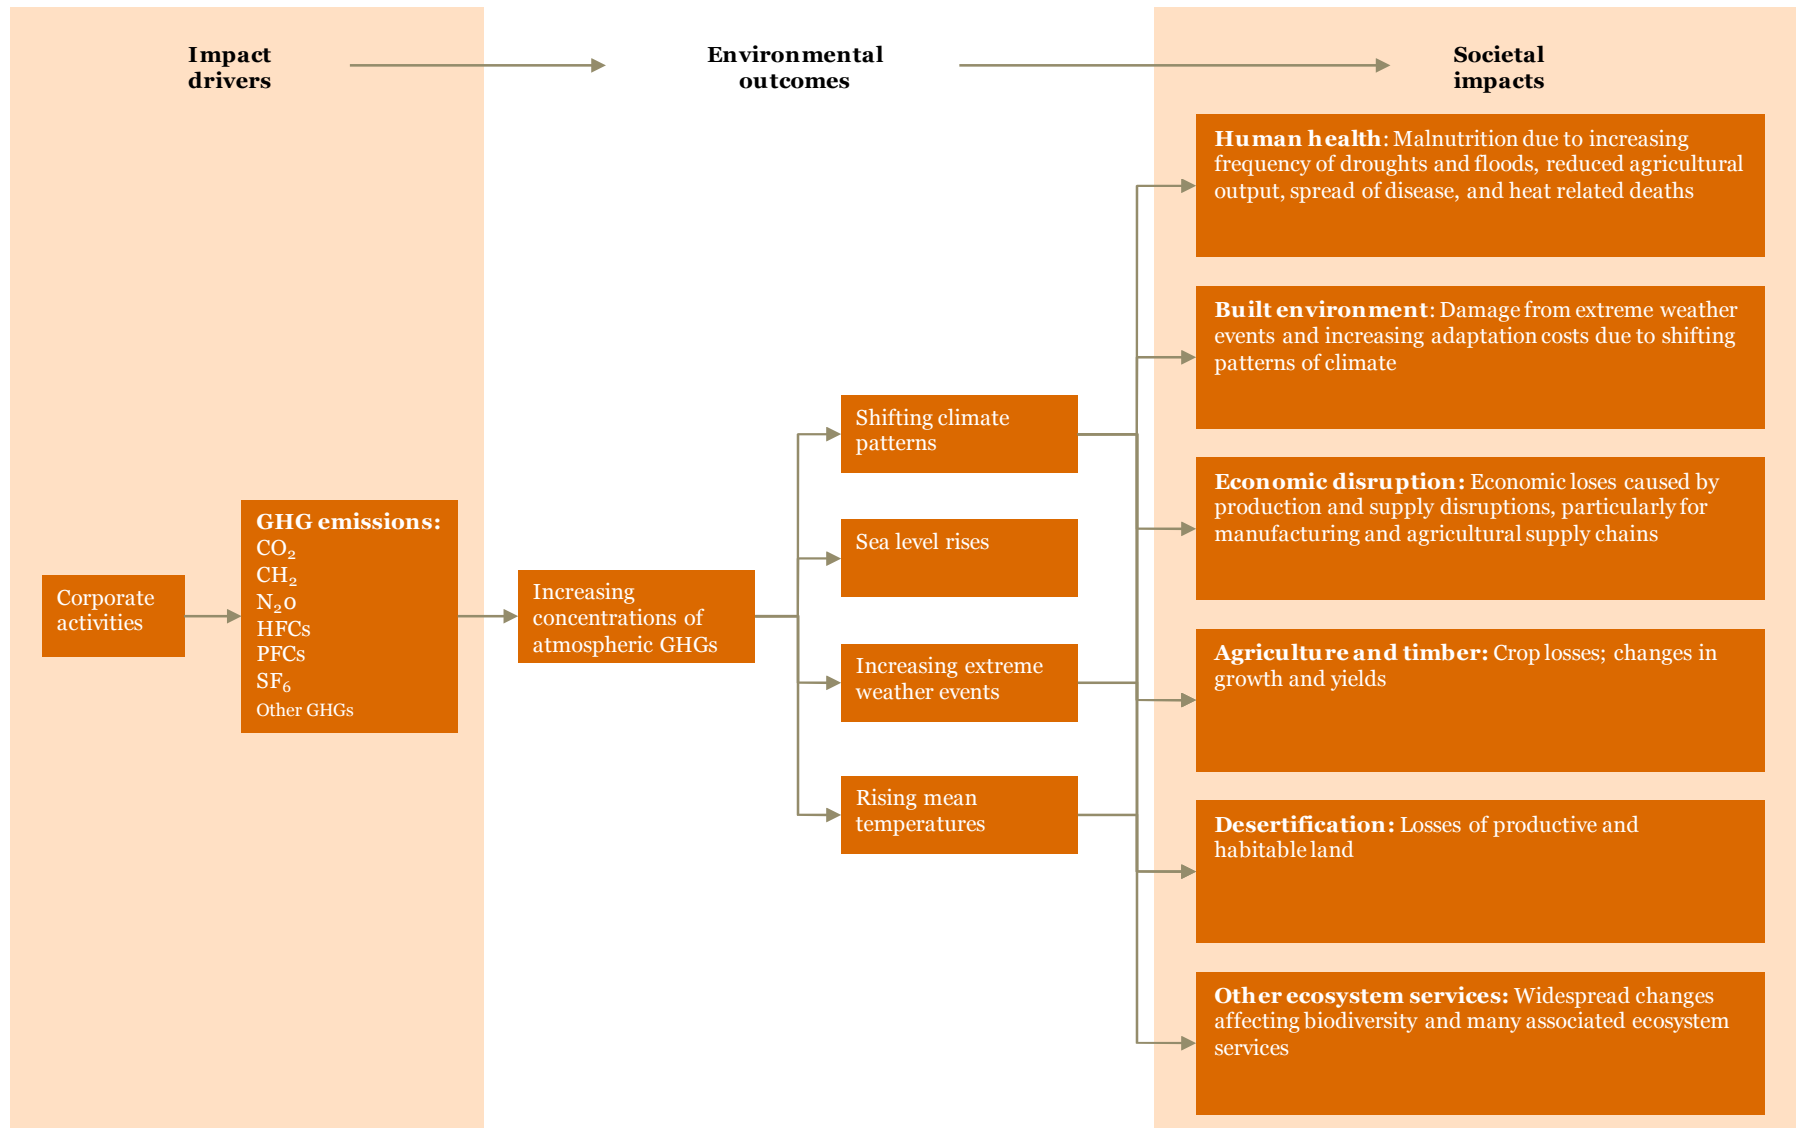 Impact
drivers
Environmental
outcomes
Societal
impacts
Corporate
activities
GHG emissions:
CO₂
CH₂
N₂0
HFCs
PFCs
SF₆
Other GHGs
Increasing
concentrations of
atmospheric GHGs
Shifting climate
patterns
Sea level rises
Increasing extreme
weather events
Rising mean
temperatures
Human health: Malnutrition due to increasing
frequency of droughts and floods, reduced agricultural
output, spread of disease, and heat related deaths
Built environment: Damage from extreme weather
events and increasing adaptation costs due to shifting
patterns of climate
Economic disruption: Economic loses caused by
production and supply disruptions, particularly for
manufacturing and agricultural supply chains
Agriculture and timber: Crop losses; changes in
growth and yields
Desertification: Losses of productive and
habitable land
Other ecosystem services: Widespread changes
affecting biodiversity and many associated ecosystem
services